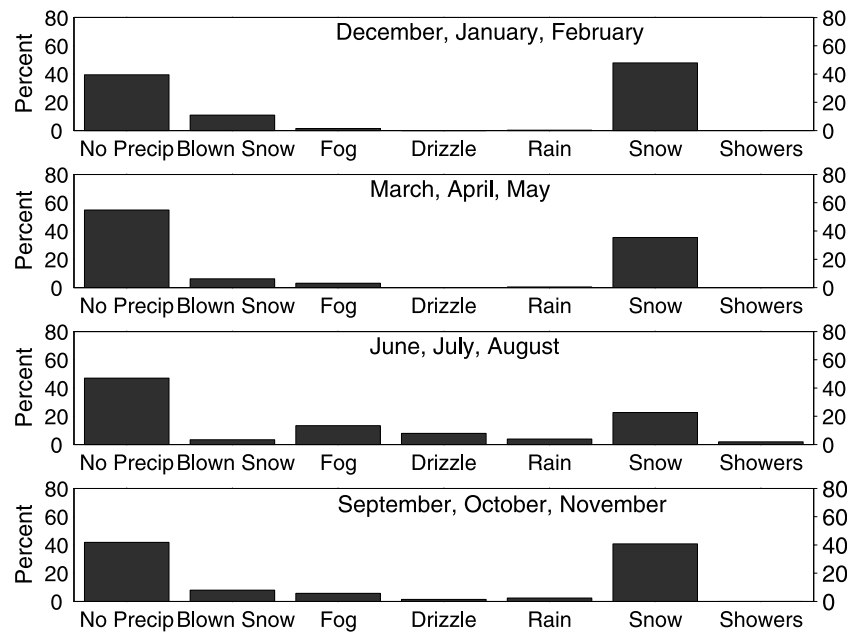 December, January, February
Percent
80 60 40 20 0
80 60 40 20 0
No Precip Blown Snow Fog Drizzle Rain Snow Showers
March, April, May
Percent
80 60 40 20 0
80 60 40 20 0
No Precip Blown Snow Fog Drizzle Rain Snow Showers
June, July, August
Percent
80 60 40 20 0
80 60 40 20 0
No Precip Blown Snow Fog Drizzle Rain Snow Showers
September, October, November
Percent
80 60 40 20 0
80 60 40 20 0
No Precip Blown Snow Fog Drizzle Rain Snow Showers